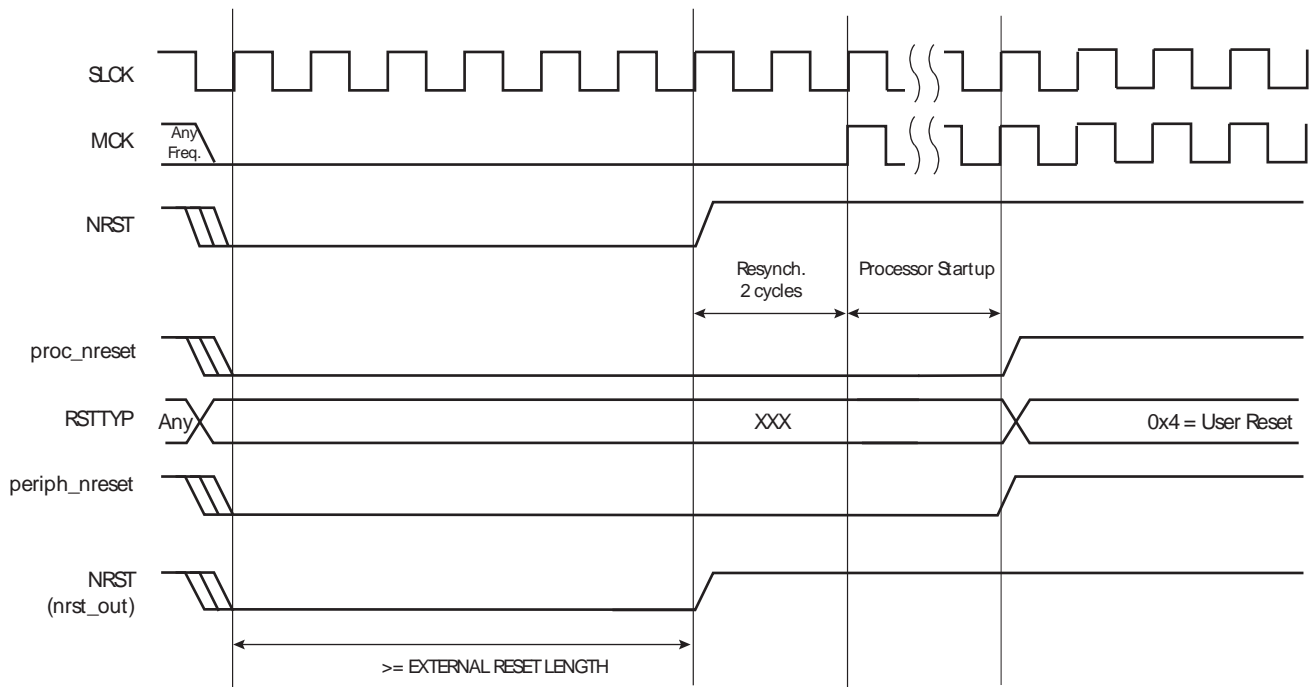 SLCK
MCK
Any
Freq.
NRST
Resynch.
2 cycles
Processor Startup
proc_nreset
RSTTYP
Any
XXX
0x4 = User Reset
periph_nreset
NRST
(nrst_out)
>= EXTERNAL RESET LENGTH